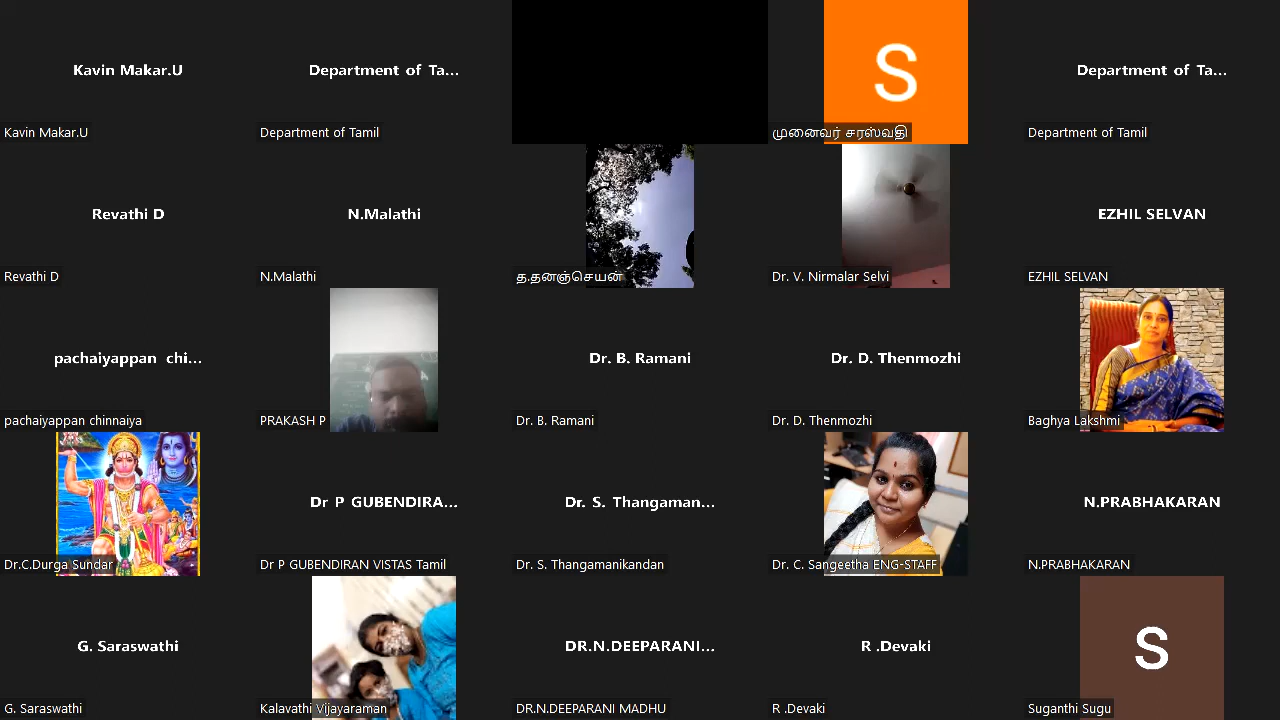 Kavin Makar.U
Kavin Makar.U
Department of Ta...
Department of Tamil
S
முனைவர் சரஸ்வதி
Department of Ta...
Department of Tamil
Revathi D
Revathi D
N.Malathi
N.Malathi
த.தனஞ்செயன்
Dr. V. Nirmalar Selvi
EZHIL SELVAN
EZHIL SELVAN
pachaiyappan chi...
pachaiyappan chinnaiya
PRAKASH P
Dr. B. Ramani
Dr. B. Ramani
Dr. D. Thenmozhi
Dr. D. Thenmozhi
Baghya Lakshmi
Dr.C.Durga Sundar
Dr P GUBENDIRA...
Dr P GUBENDIRAN VISTAS Tamil
Dr. S. Thangaman...
Dr. S. Thangamanikandan
Dr. C. Sangeetha ENG-STAFF
N.PRABHAKARAN
N.PRABHAKARAN
G. Saraswathi
G. Saraswathi
Kalavathi Vijayaraman
DR.N.DEEPARANI...
DR.N.DEEPARANI MADHU
R .Devaki
R .Devaki
S
Suganthi Sugu